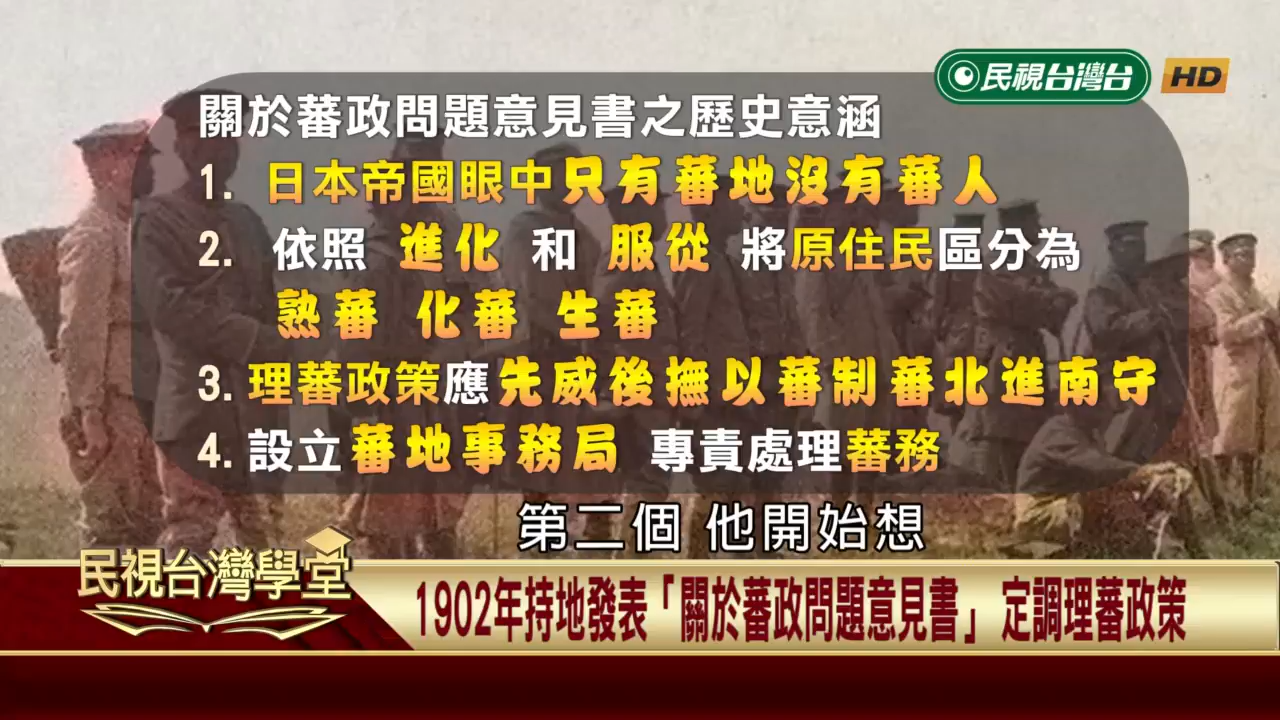 民視台灣台 HD
關於蕃政問題意見書之歷史意涵
1. 日本帝國眼中只有蕃地沒有蕃人
2. 依照 進化 和 服從 將原住民區分為
熟蕃 化蕃 生蕃
3. 理蕃政策應先威後撫以蕃制蕃北進南守
4. 設立蕃地事務局 專責處理蕃務
第二個 他開始想
民視台灣學堂
1902年持地發表「關於蕃政問題意見書」 定調理蕃政策